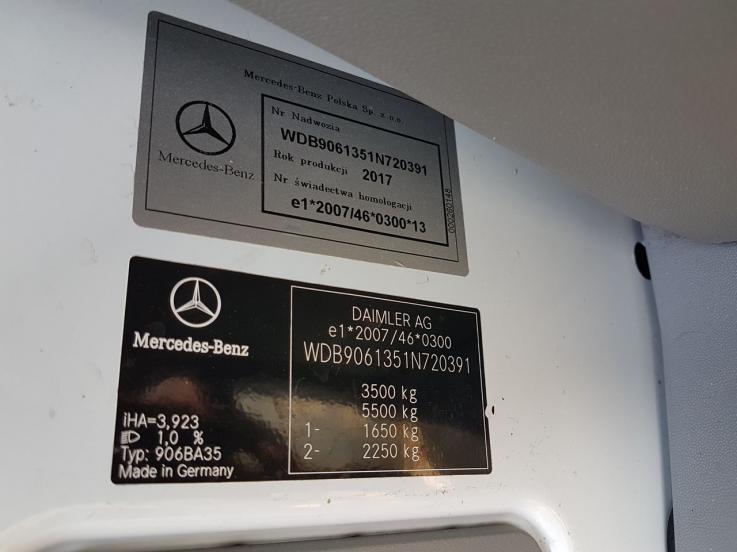 Mercedes-Benz Polska Sp. z o.o.
Mercedes-Benz
Nr Nadwozia
WDB9061351N720391
Rok produkcji 2017
Nr świadectwa homologacji
e1*2007/46*0300*13
000260148
Mercedes-Benz
iHA=3,923
1,0 %
Typ: 906BA35
Made in Germany
DAIMLER AG
e1*2007/46*0300
WDB9061351N720391
3500 kg
5500 kg
1- 1650 kg
2- 2250 kg